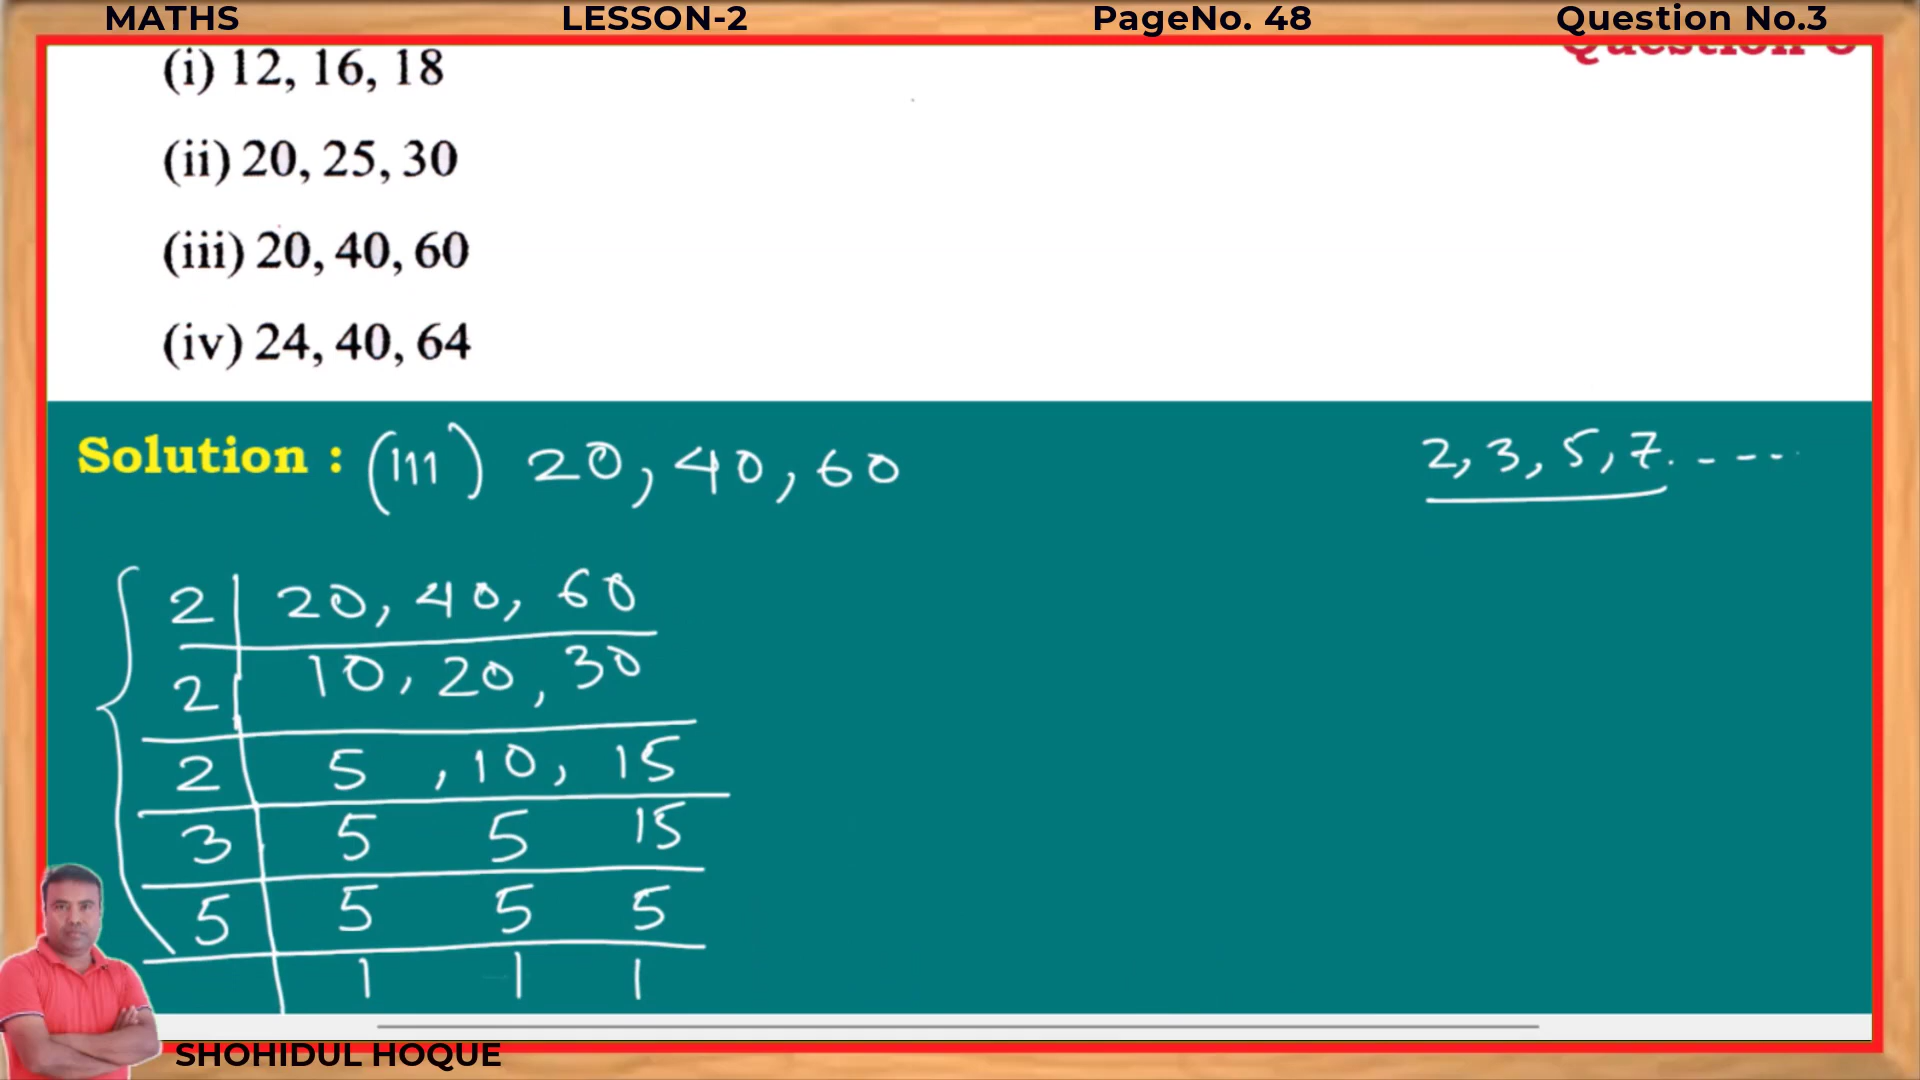 MATHS LESSON-2 PageNo. 48 Question No.3
(i) 12, 16, 18
(ii) 20, 25, 30
(iii) 20, 40, 60
(iv) 24, 40, 64
Solution : (iii) 20, 40, 60
2, 3, 5, 7. - - - -
2 | 20, 40, 60
2 | 10, 20, 30
2 | 5, 10, 15
3 | 5 5 15
5 | 5 5 5
1 1 1
SHOHIDUL HOQUE